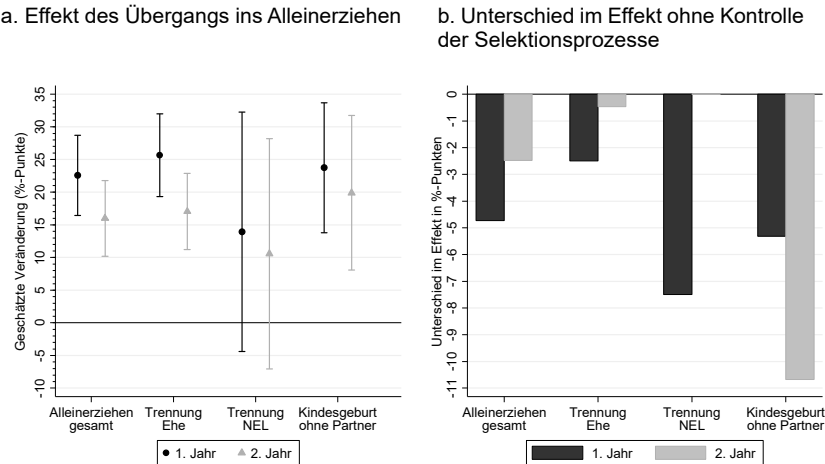 a. Effekt des Übergangs ins Alleinerziehen
b. Unterschied im Effekt ohne Kontrolle
der Selektionsprozesse
Geschätzte Veränderung (%-Punkte)
35
30
25
20
15
10
5
0
-5
-10
Alleinerziehen
gesamt
Trennung
Ehe
Trennung
NEL
Kindesgeburt
ohne Partner
1. Jahr
2. Jahr
Unterschied im Effekt in %-Punkten
0
-1
-2
-3
-4
-5
-6
-7
-8
-9
-10
-11
Alleinerziehen
gesamt
Trennung
Ehe
Trennung
NEL
Kindesgeburt
ohne Partner
1. Jahr
2. Jahr